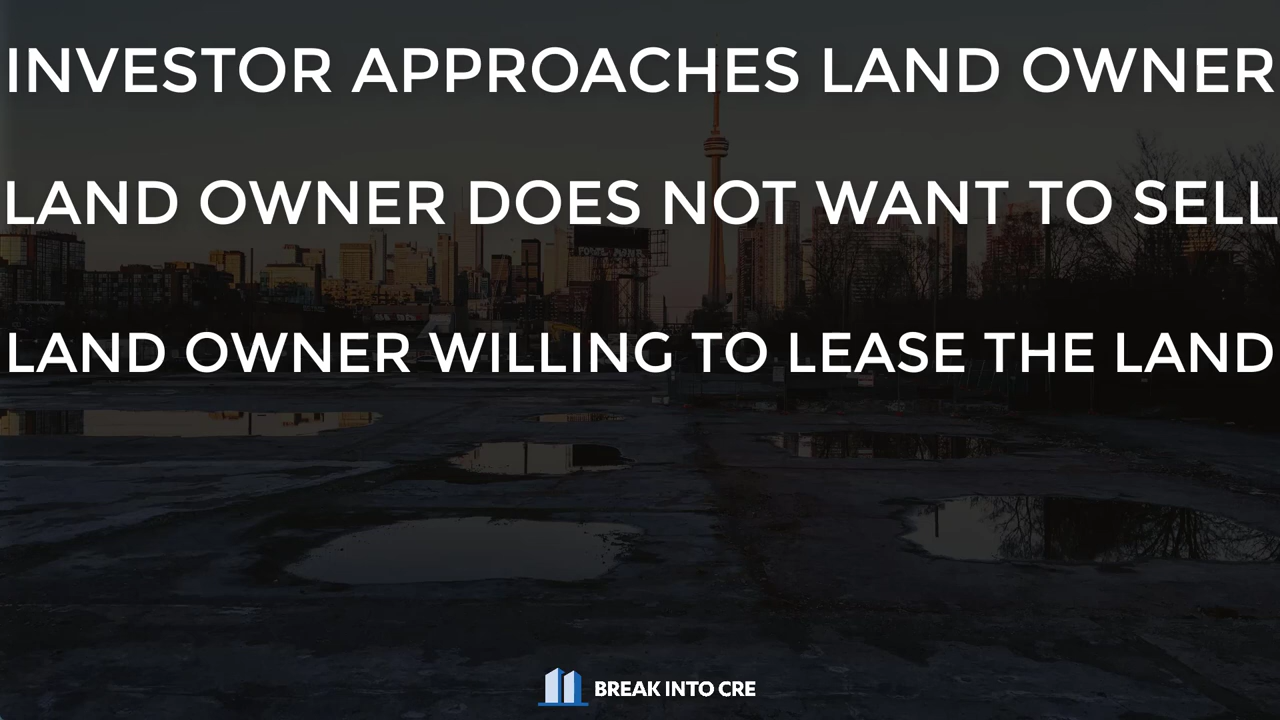 INVESTOR APPROACHES LAND OWNER
LAND OWNER DOES NOT WANT TO SELL
LAND OWNER WILLING TO LEASE THE LAND
BREAK INTO CRE